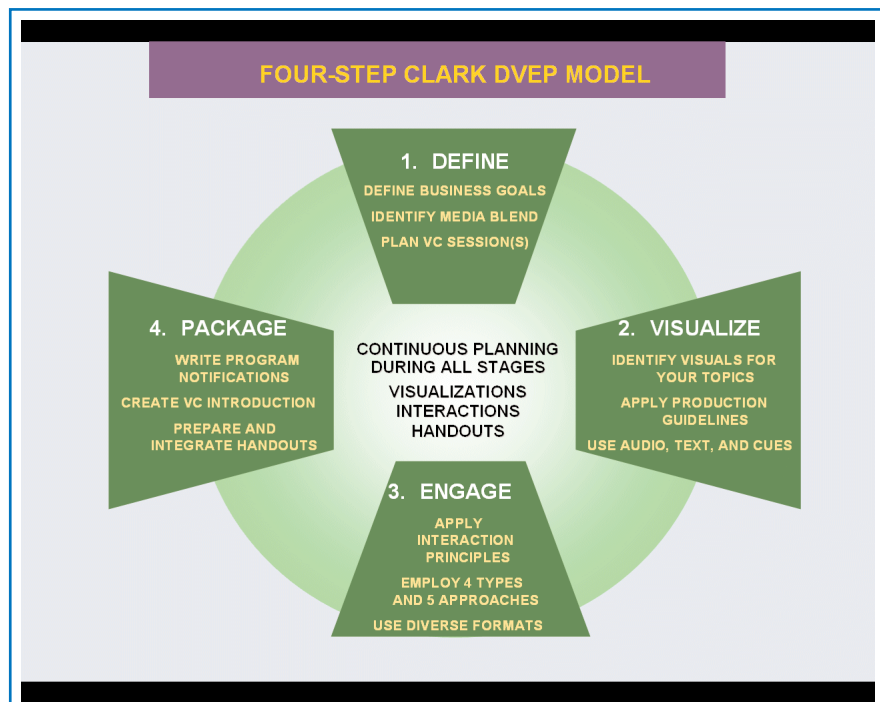 FOUR-STEP CLARK DVEP MODEL
1. DEFINE
DEFINE BUSINESS GOALS
IDENTIFY MEDIA BLEND
PLAN VC SESSION(S)
2. VISUALIZE
IDENTIFY VISUALS FOR
YOUR TOPICS
APPLY PRODUCTION
GUIDELINES
USE AUDIO, TEXT, AND CUES
3. ENGAGE
APPLY
INTERACTION
PRINCIPLES
EMPLOY 4 TYPES
AND 5 APPROACHES
USE DIVERSE FORMATS
4. PACKAGE
WRITE PROGRAM
NOTIFICATIONS
CREATE VC INTRODUCTION
PREPARE AND
INTEGRATE HANDOUTS
CONTINUOUS PLANNING
DURING ALL STAGES
VISUALIZATIONS
INTERACTIONS
HANDOUTS